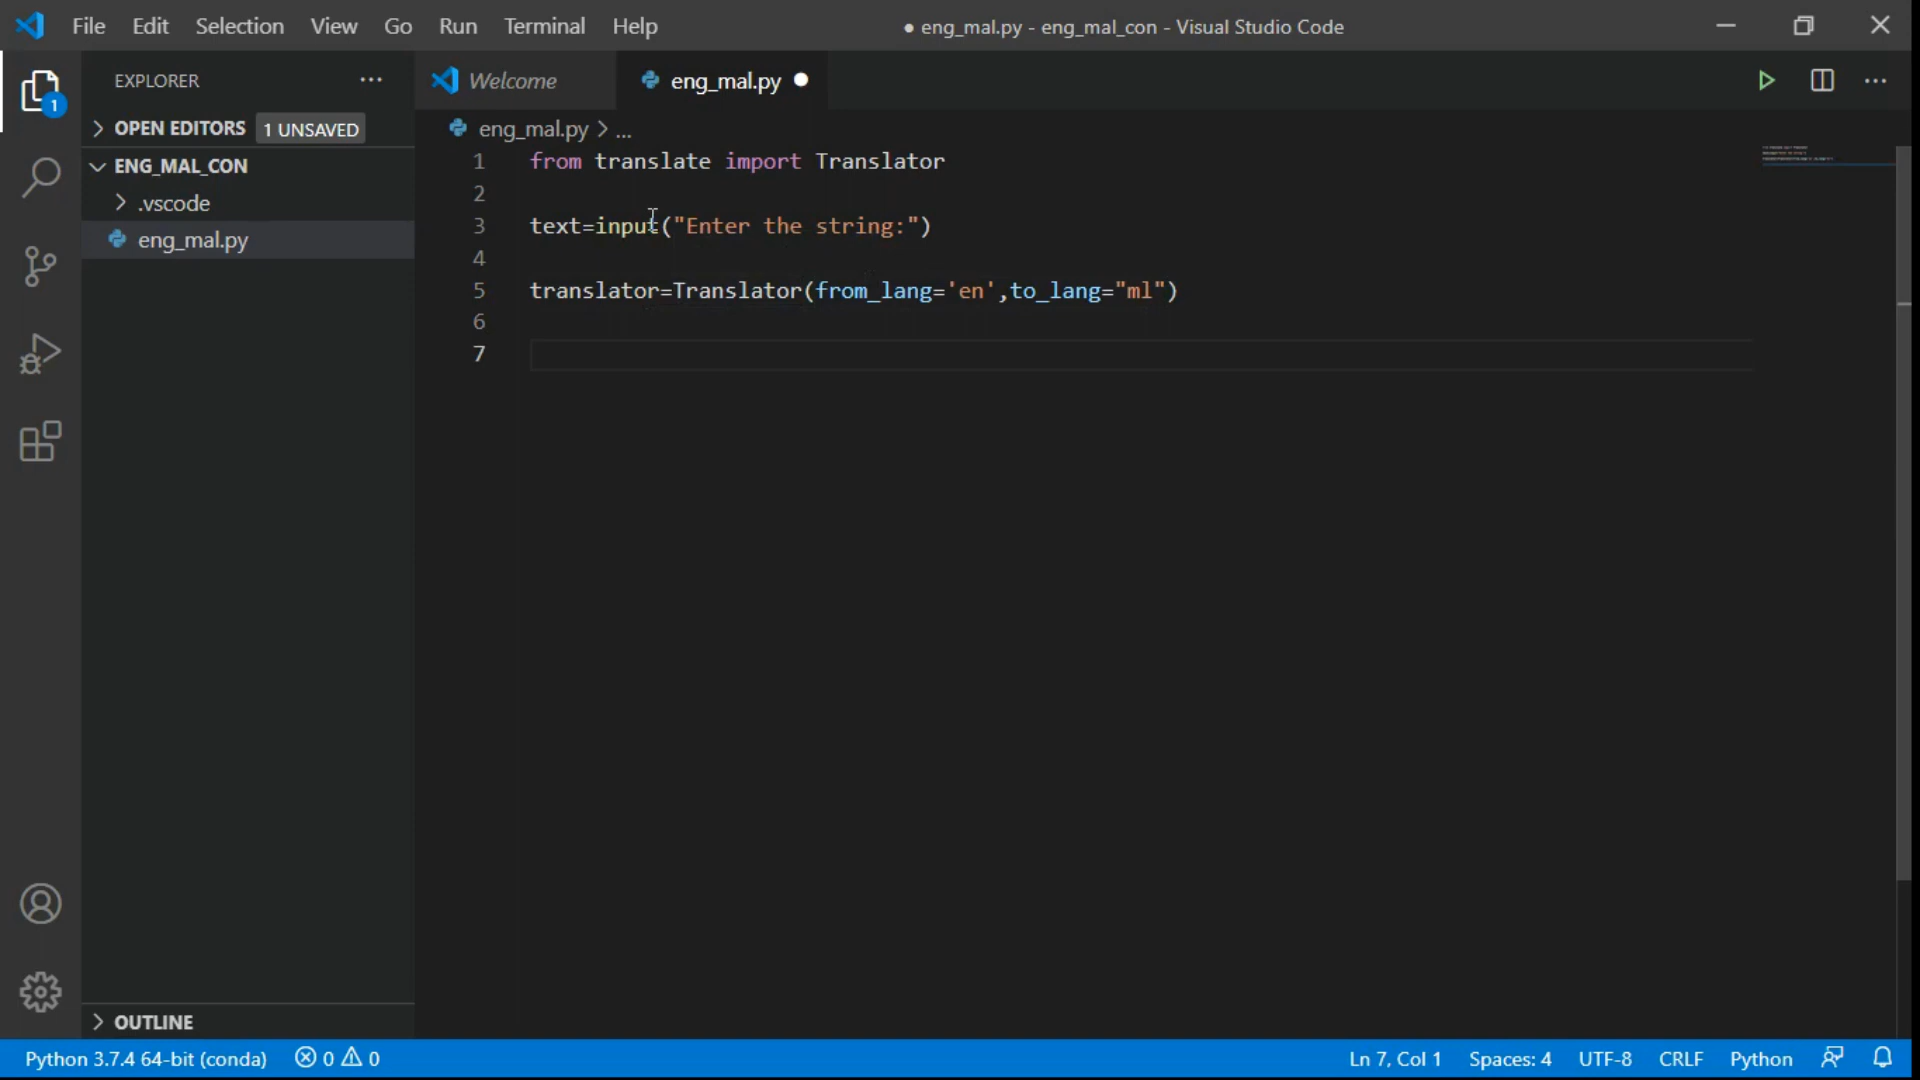 File Edit Selection View Go Run Terminal Help
● eng_mal.py - eng_mal_con - Visual Studio Code
EXPLORER
Welcome
eng_mal.py
1
OPEN EDITORS 1 UNSAVED
eng_mal.py > ...
ENG_MAL_CON
.vscode
eng_mal.py
1 from translate import Translator
2
3 text=input("Enter the string:")
4
5 translator=Translator(from_lang='en',to_lang="ml")
6
7
OUTLINE
Python 3.7.4 64-bit (conda) 0 0
Ln 7, Col 1 Spaces: 4 UTF-8 CRLF Python